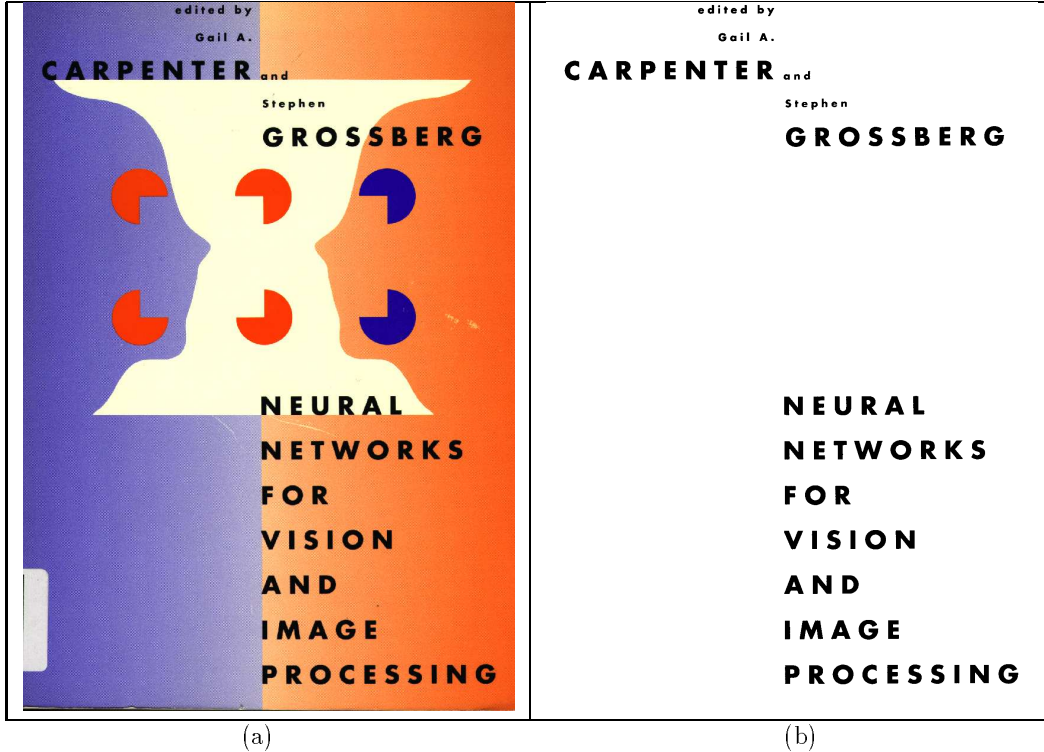 edited by
Gail A.
CARPENTER and
Stephen
GROSSBERG
NEURAL
NETWORKS
FOR
VISION
AND
IMAGE
PROCESSING
(a)
edited by
Gail A.
CARPENTER and
Stephen
GROSSBERG
NEURAL
NETWORKS
FOR
VISION
AND
IMAGE
PROCESSING
(b)